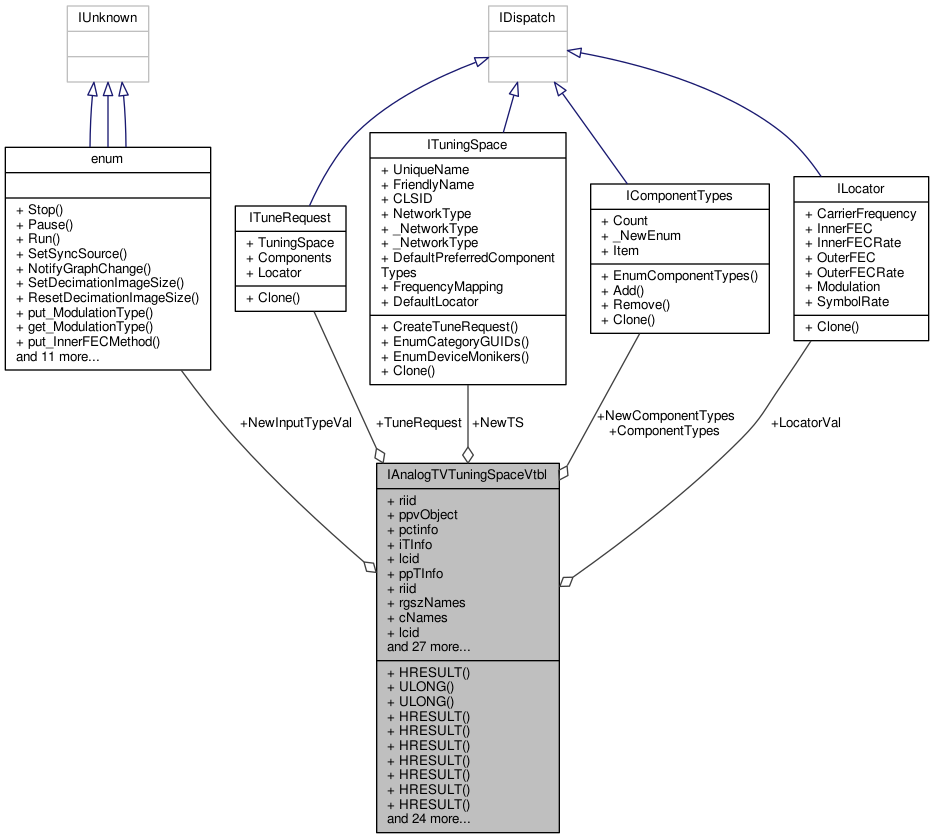 IUnknown
IDispatch
enum
+ Stop()
+ Pause()
+ Run()
+ SetSyncSource()
+ NotifyGraphChange()
+ SetDecimationImageSize()
+ ResetDecimationImageSize()
+ put_ModulationType()
+ get_ModulationType()
+ put_InnerFECMethod()
and 11 more...
ITuneRequest
+ TuningSpace
+ Components
+ Locator
+ Clone()
ITuningSpace
+ UniqueName
+ FriendlyName
+ CLSID
+ NetworkType
+ _NetworkType
+ _NetworkType
+ DefaultPreferredComponent
Types
+ FrequencyMapping
+ DefaultLocator
+ CreateTuneRequest()
+ EnumCategoryGUIDs()
+ EnumDeviceMonikers()
+ Clone()
IComponentTypes
+ Count
+ _NewEnum
+ Item
+ EnumComponentTypes()
+ Add()
+ Remove()
+ Clone()
ILocator
+ CarrierFrequency
+ InnerFEC
+ InnerFECRate
+ OuterFEC
+ OuterFECRate
+ Modulation
+ SymbolRate
+ Clone()
+NewInputTypeVal
+TuneRequest
+NewTS
+NewComponentTypes
+ComponentTypes
+LocatorVal
IAnalogTVTuningSpaceVtbl
+ riid
+ ppvObject
+ pctinfo
+ iTInfo
+ lcid
+ ppTInfo
+ riid
+ rgszNames
+ cNames
+ lcid
and 27 more...
+ HRESULT()
+ ULONG()
+ ULONG()
+ HRESULT()
+ HRESULT()
+ HRESULT()
+ HRESULT()
+ HRESULT()
+ HRESULT()
+ HRESULT()
and 24 more...